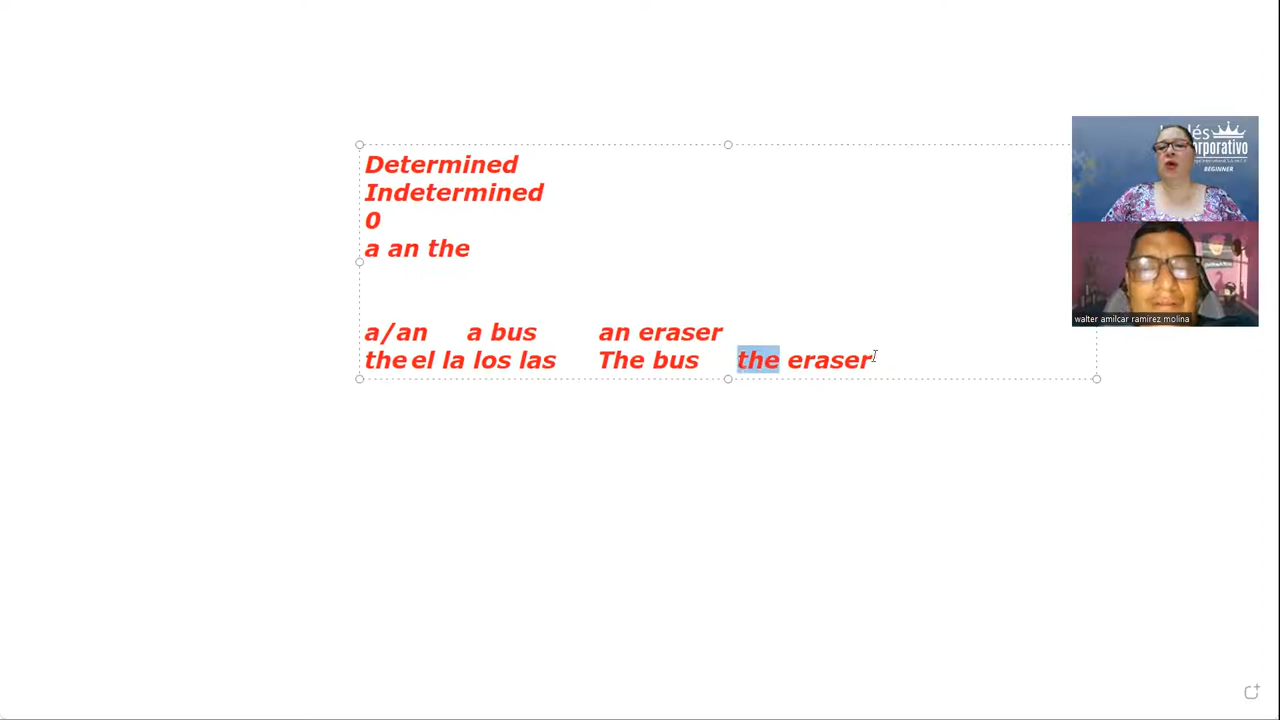 Determined
Indetermined
0
a an the
a/an a bus an eraser
the el la los las The bus the eraser
BEGINNER
walter amilcar ramirez molina